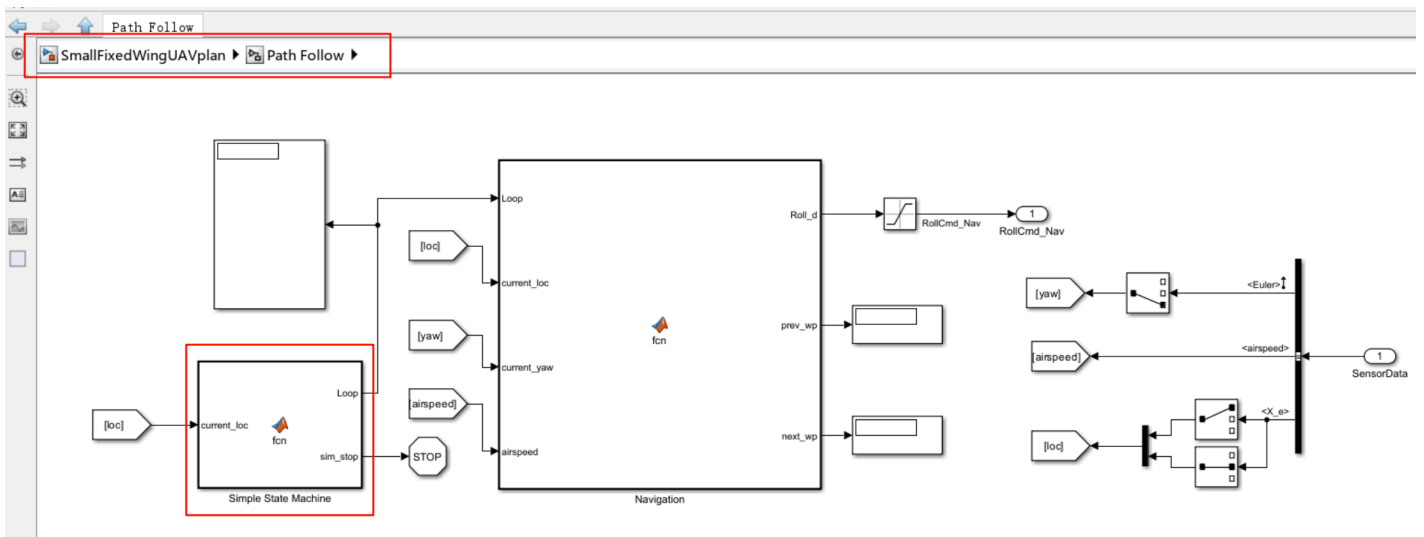 Path Follow
SmallFixedWingUAVplan Path Follow
Loop
Roll_d
RollCmd_Nav
1
RollCmd_Nav
[loc]
current_loc
[yaw]
<Euler>
fcn
prev_wp
[yaw]
current_yaw
[airspeed]
<airspeed>
1
SensorData
[loc]
current_loc
fcn
Loop
sim_stop
Simple State Machine
STOP
[airspeed]
airspeed
next_wp
Navigation
<X_e>
[loc]